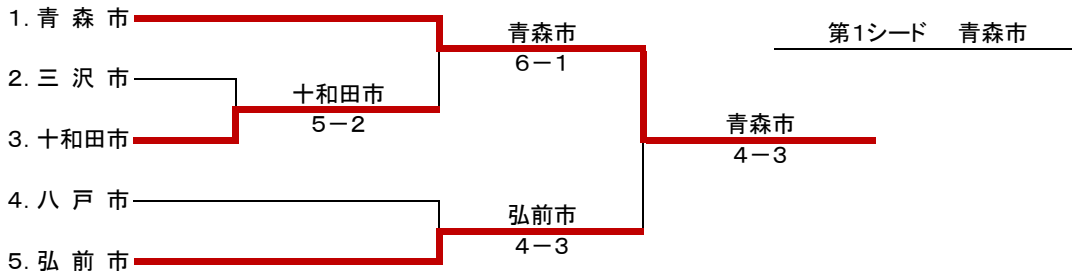 1. 青 森 市
青森市
6－1
第1シード　青森市
2. 三 沢 市
十和田市
5－2
3. 十和田市
青森市
4－3
4. 八 戸 市
弘前市
4－3
5. 弘 前 市